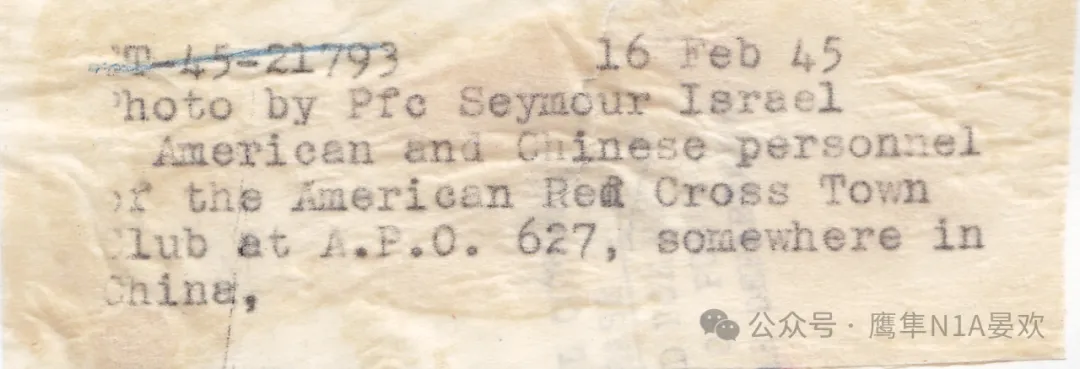 CT-45-21793 16 Feb 45
Photo by Pfc Seymour Israel
American and Chinese personnel
of the American Red Cross Town
Club at A.P.O. 627, somewhere in
China,
公众号 · 鹰隼N1A晏欢